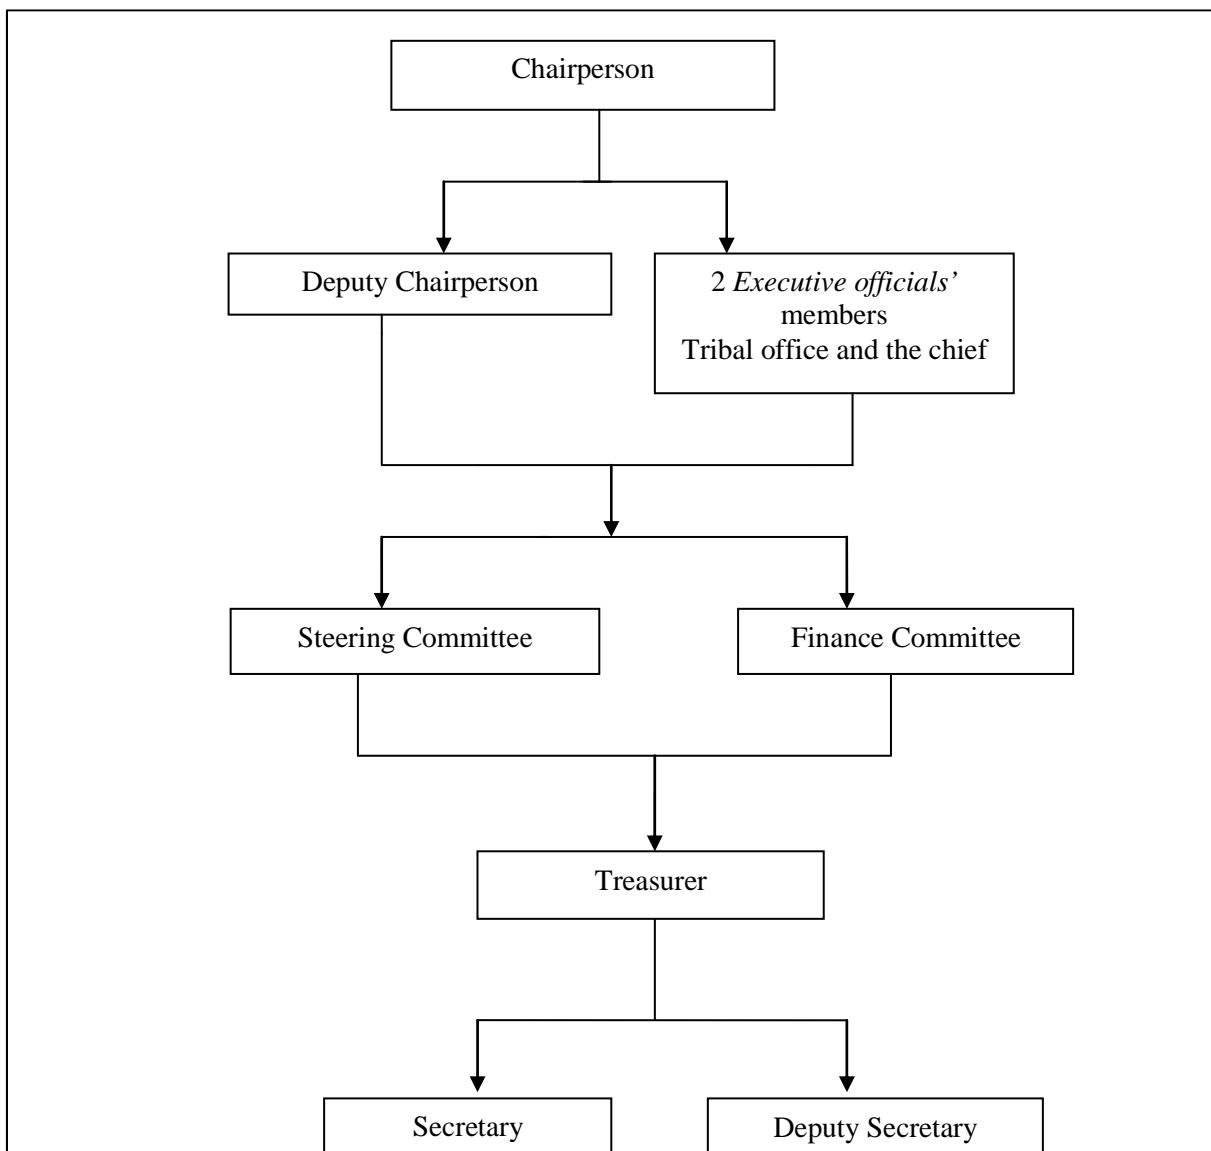 Chairperson
Deputy Chairperson
2 Executive officials’
members
Tribal office and the chief
Steering Committee
Finance Committee
Treasurer
Secretary
Deputy Secretary